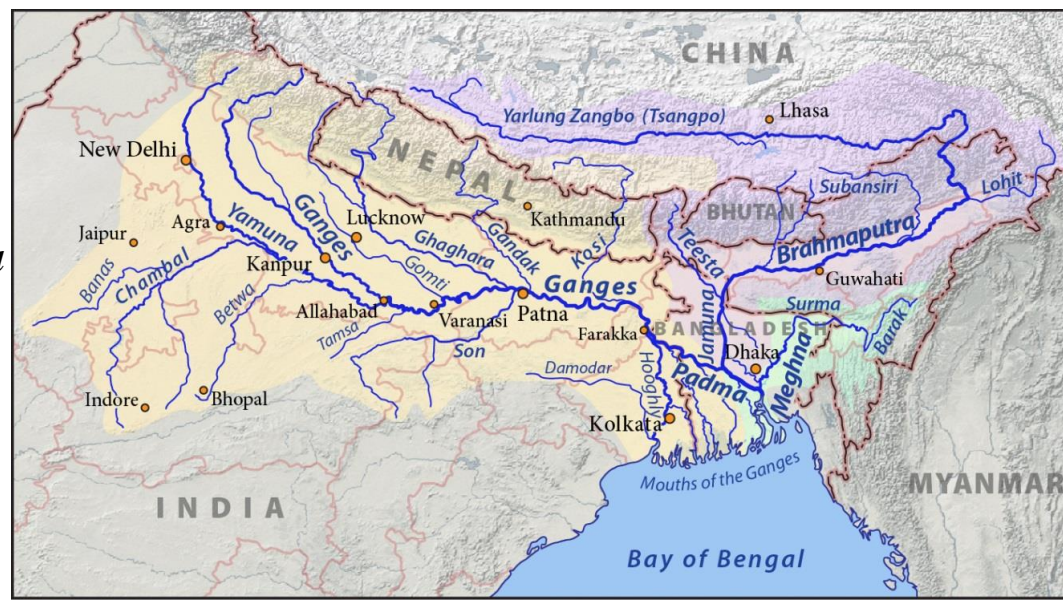 CHINA
Yarlung Zangbo (Tsangpo)
Lhasa
New Delhi
NEPAL
Subansiri
Lohit
BHUTAN
Agra
Yamuna
Ganges
Lucknow
Kathmandu
Jaipur
Ghaghara
Gandak
Kosi
Teesta
Brahmaputra
Banas
Chambal
Kanpur
Gomti
Guwahati
Betwa
Ganges
Surma
Allahabad
Varanasi
Patna
Farakka
BANGLADESH
Jamuna
Barak
Tamsa
Son
Dhaka
Meghna
Damodar
Hooghly
Padma
Indore
Bhopal
Kolkata
Mouths of the Ganges
MYANMAR
INDIA
Bay of Bengal